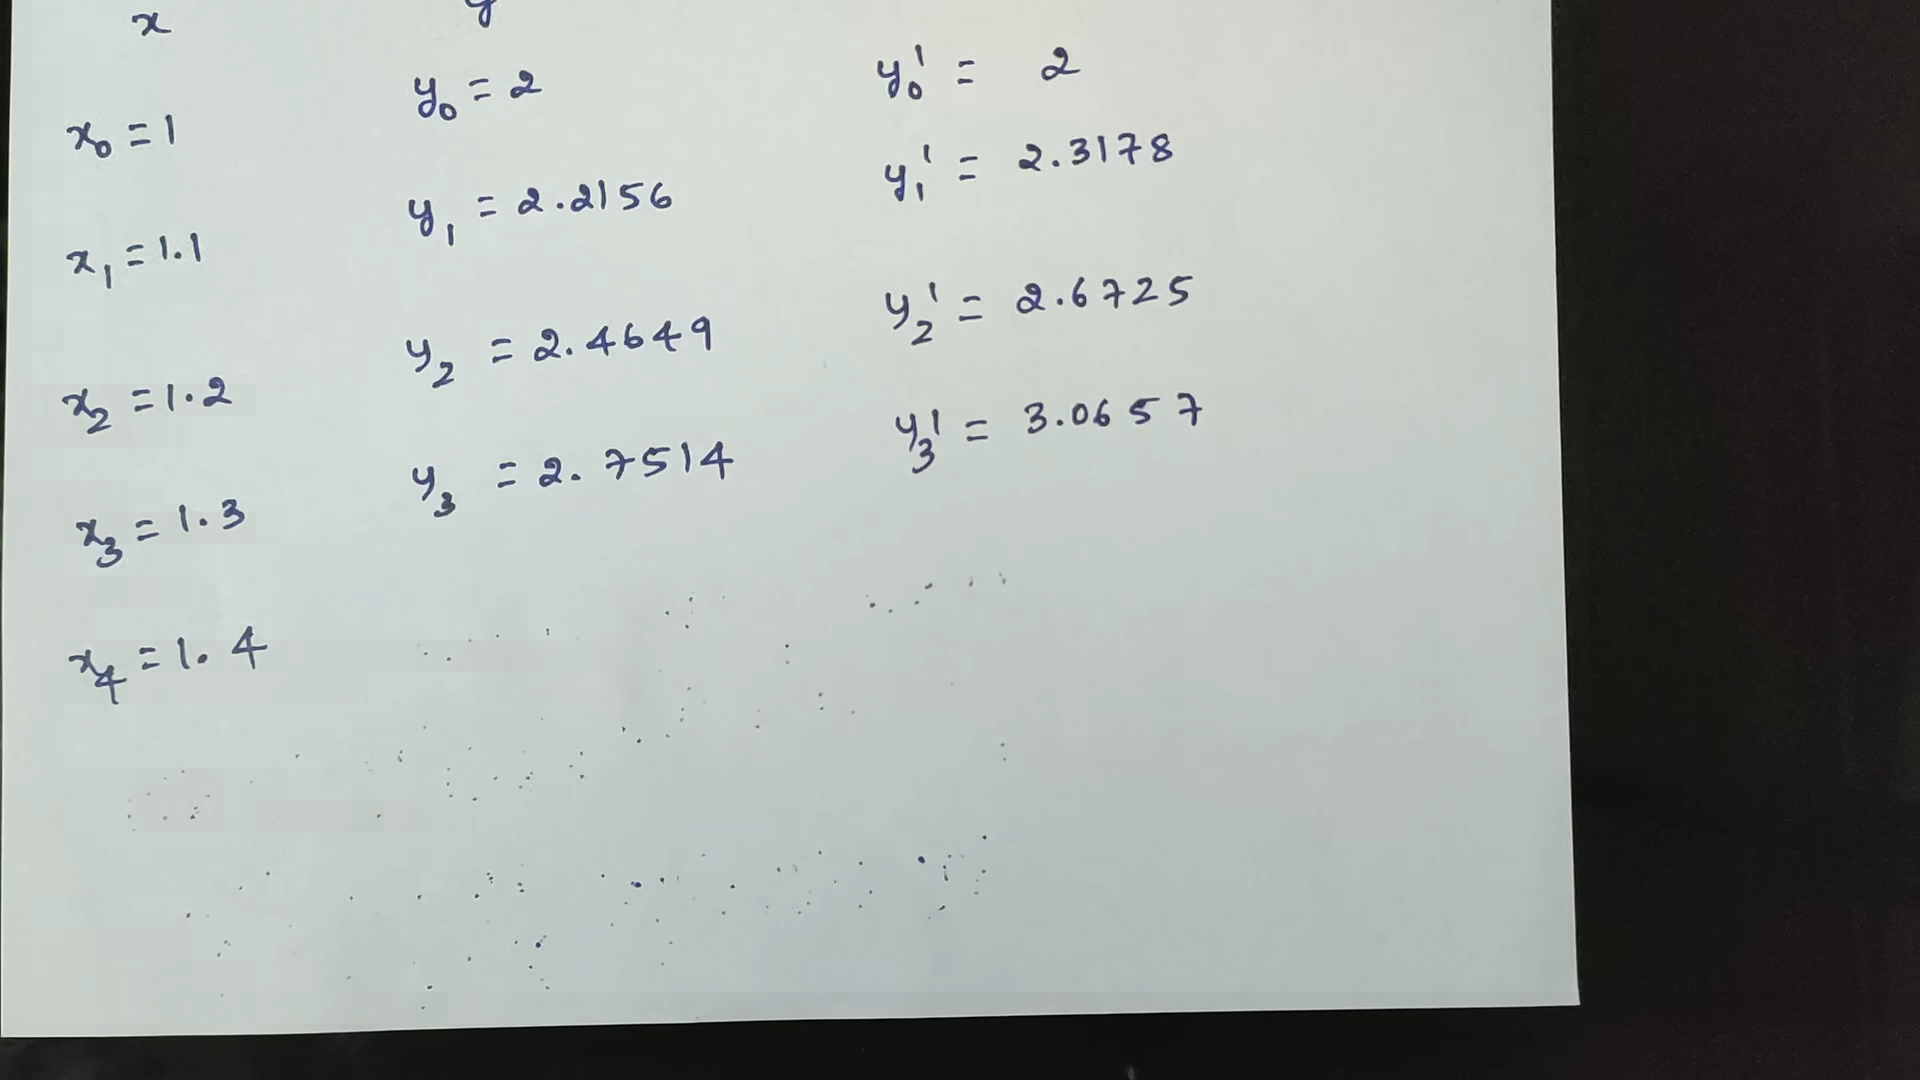 x y
x₀ = 1 y₀ = 2 y₀' = 2
x₁ = 1.1 y₁ = 2.2156 y₁' = 2.3178
x₂ = 1.2 y₂ = 2.4649 y₂' = 2.6725
x₃ = 1.3 y₃ = 2.7514 y₃' = 3.0657
x₄ = 1.4